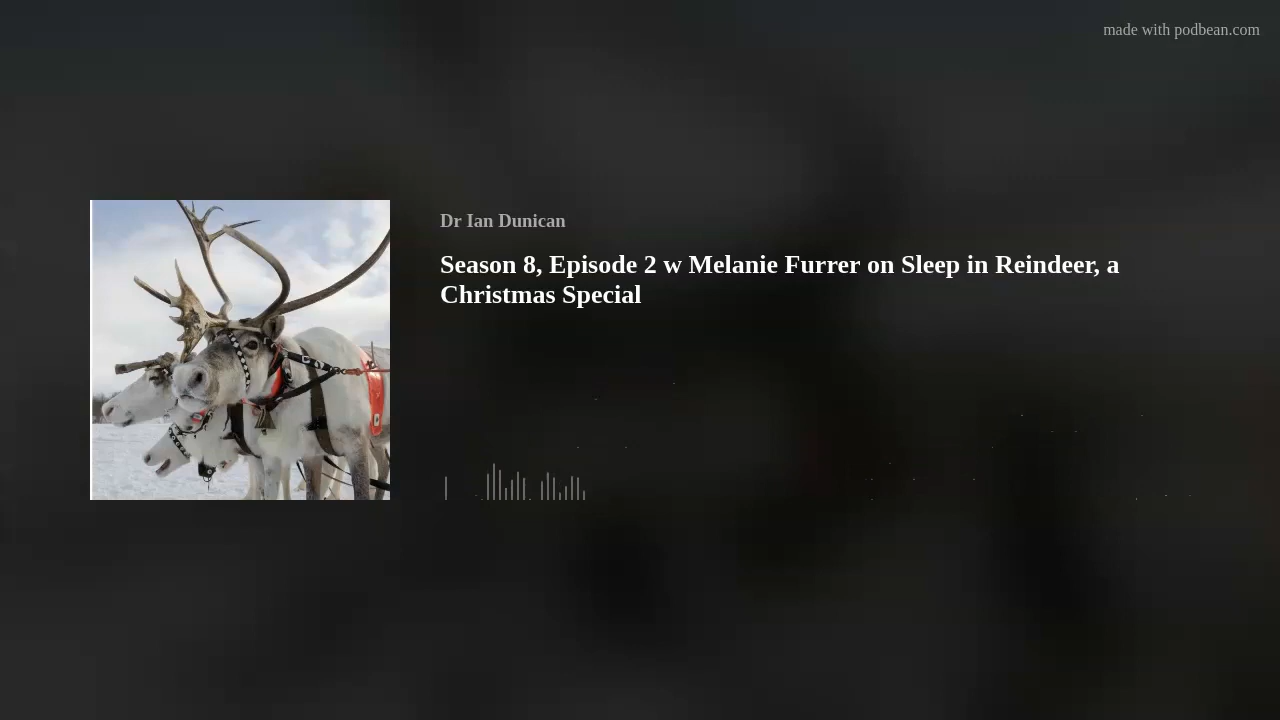 made with podbean.com
Dr Ian Dunican
Season 8, Episode 2 w Melanie Furrer on Sleep in Reindeer, a
Christmas Special